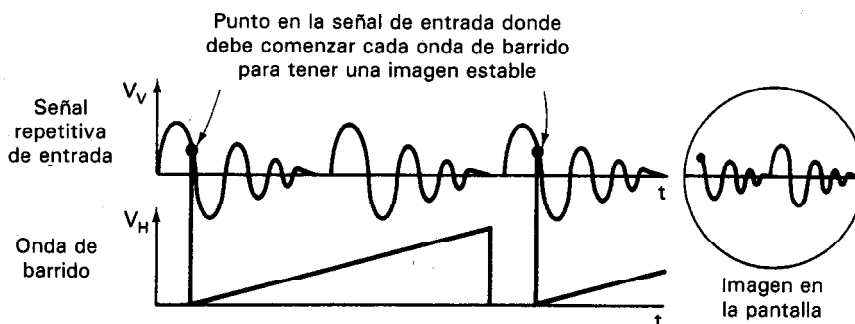 Punto en la señal de entrada donde
debe comenzar cada onda de barrido
para tener una imagen estable
Señal
repetitiva
de entrada
V_V
t
V_H
Onda de
barrido
t
Imagen en
la pantalla